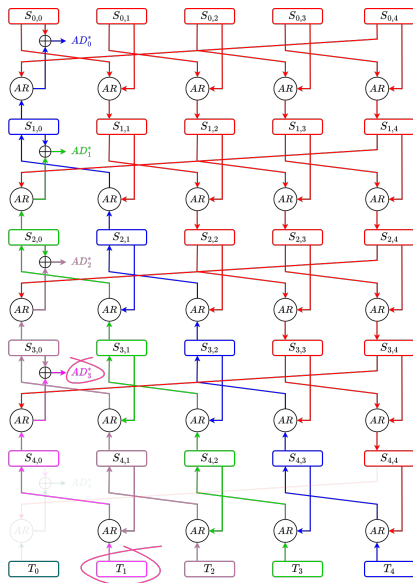 S₀,₀ S₀,₁ S₀,₂ S₀,₃ S₀,₄
AD₀*
AR AR AR AR AR
S₁,₀ S₁,₁ S₁,₂ S₁,₃ S₁,₄
AD₁*
AR AR AR AR AR
S₂,₀ S₂,₁ S₂,₂ S₂,₃ S₂,₄
AD₂*
AR AR AR AR AR
S₃,₀ S₃,₁ S₃,₂ S₃,₃ S₃,₄
AD₃*
AR AR AR AR AR
S₄,₀ S₄,₁ S₄,₂ S₄,₃ S₄,₄
AR AR AR AR AR
T₀ T₁ T₂ T₃ T₄